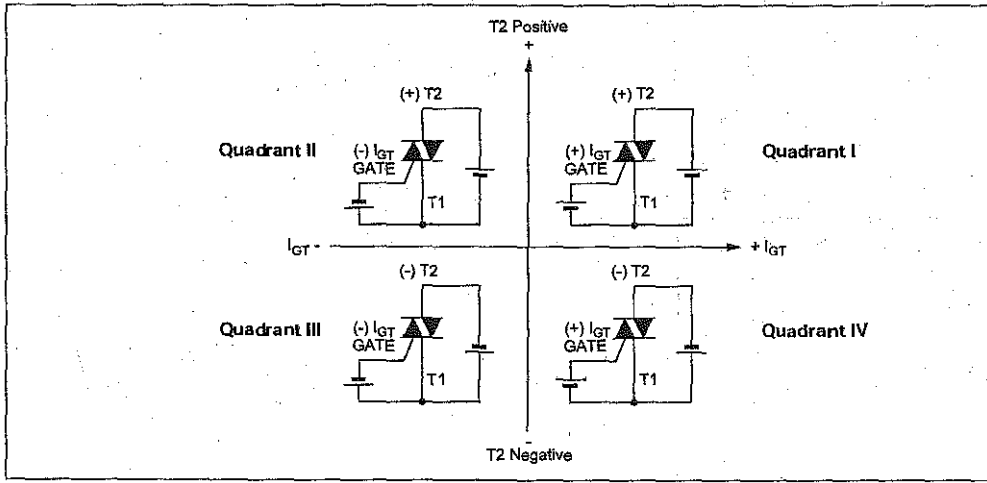 T2 Positive
+
(+) T2
(+) T2
Quadrant II
(-) IGT
GATE
(+) IGT
GATE
Quadrant I
T1
T1
IGT -
+ IGT
(-) T2
(-) T2
Quadrant III
(-) IGT
GATE
(+) IGT
GATE
Quadrant IV
T1
T1
-
T2 Negative